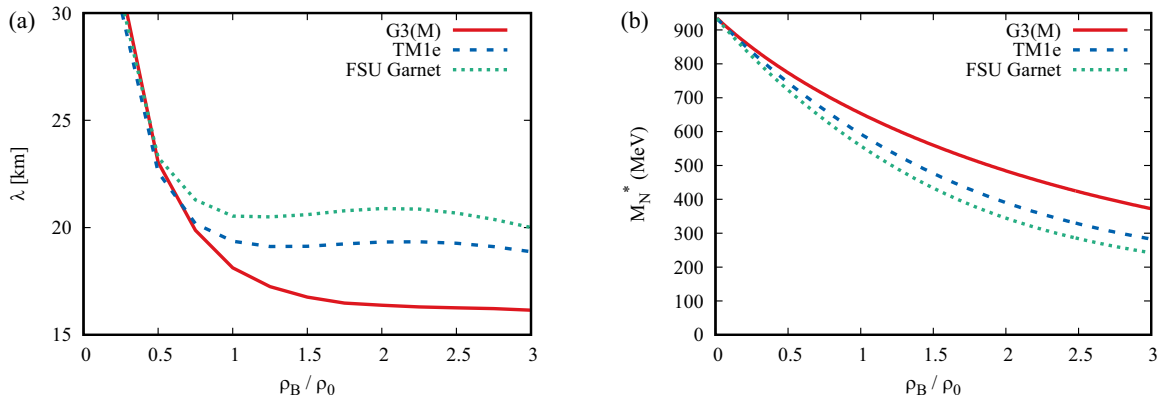 (a)
G3(M)
TM1e
FSU Garnet
λ [km]
30
25
20
15
0 0.5 1 1.5 2 2.5 3
ρB / ρ0
(b)
G3(M)
TM1e
FSU Garnet
M*N (MeV)
900
800
700
600
500
400
300
200
100
0
0 0.5 1 1.5 2 2.5 3
ρB / ρ0